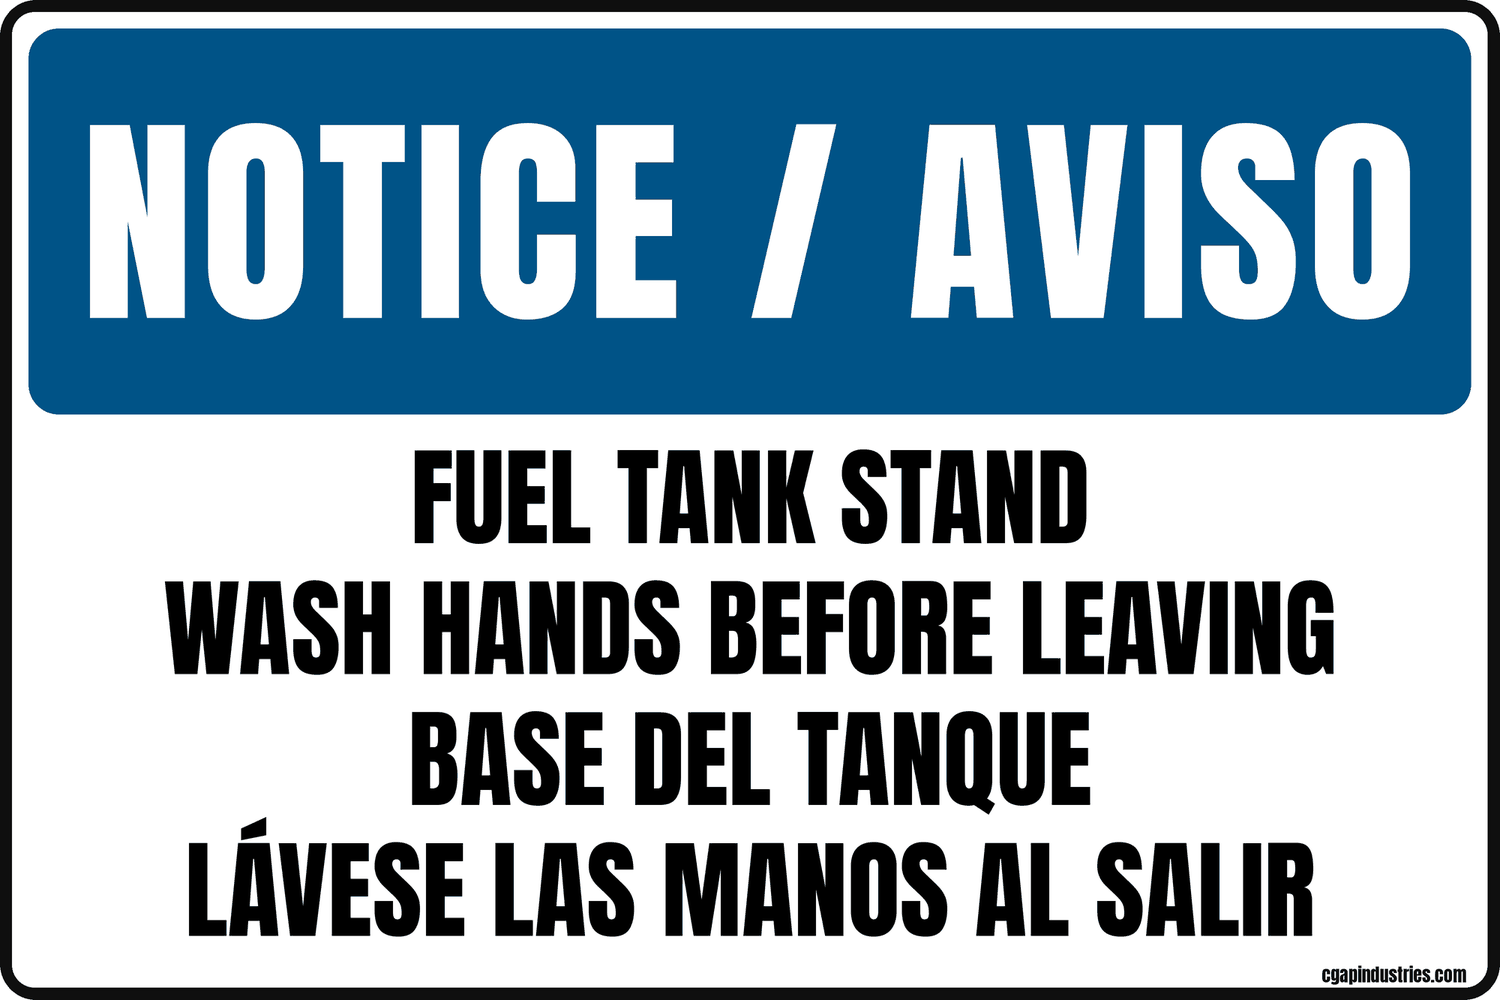 NOTICE / AVISO
FUEL TANK STAND
WASH HANDS BEFORE LEAVING
BASE DEL TANQUE
LÁVESE LAS MANOS AL SALIR
cgapindustries.com